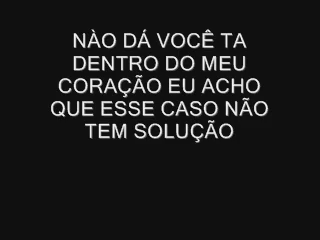 NÀO DÁ VOCÊ TA
DENTRO DO MEU
CORAÇÃO EU ACHO
QUE ESSE CASO NÃO
TEM SOLUÇÃO